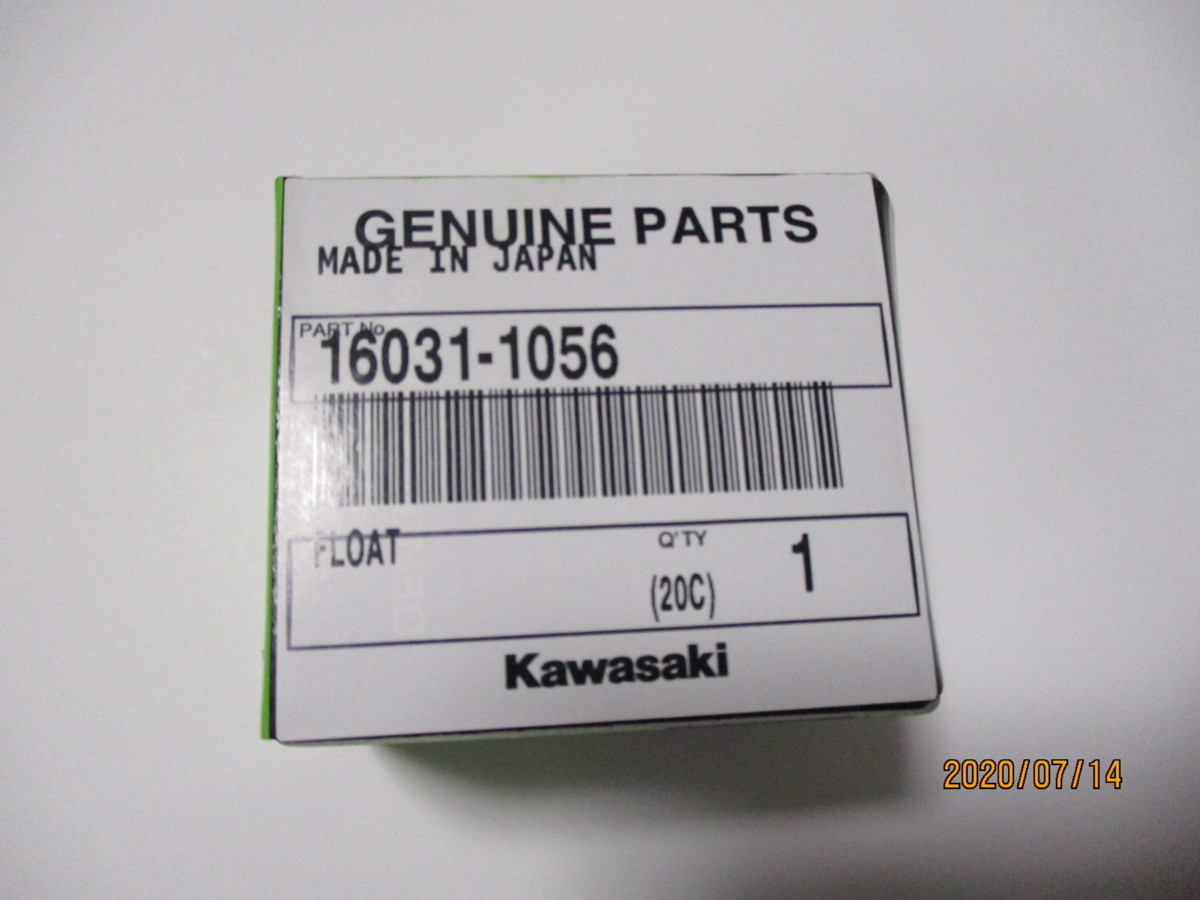 GENUINE PARTS
MADE IN JAPAN
PART No.
16031-1056
FLOAT
Q'TY
1
(20C)
Kawasaki
2020/07/14